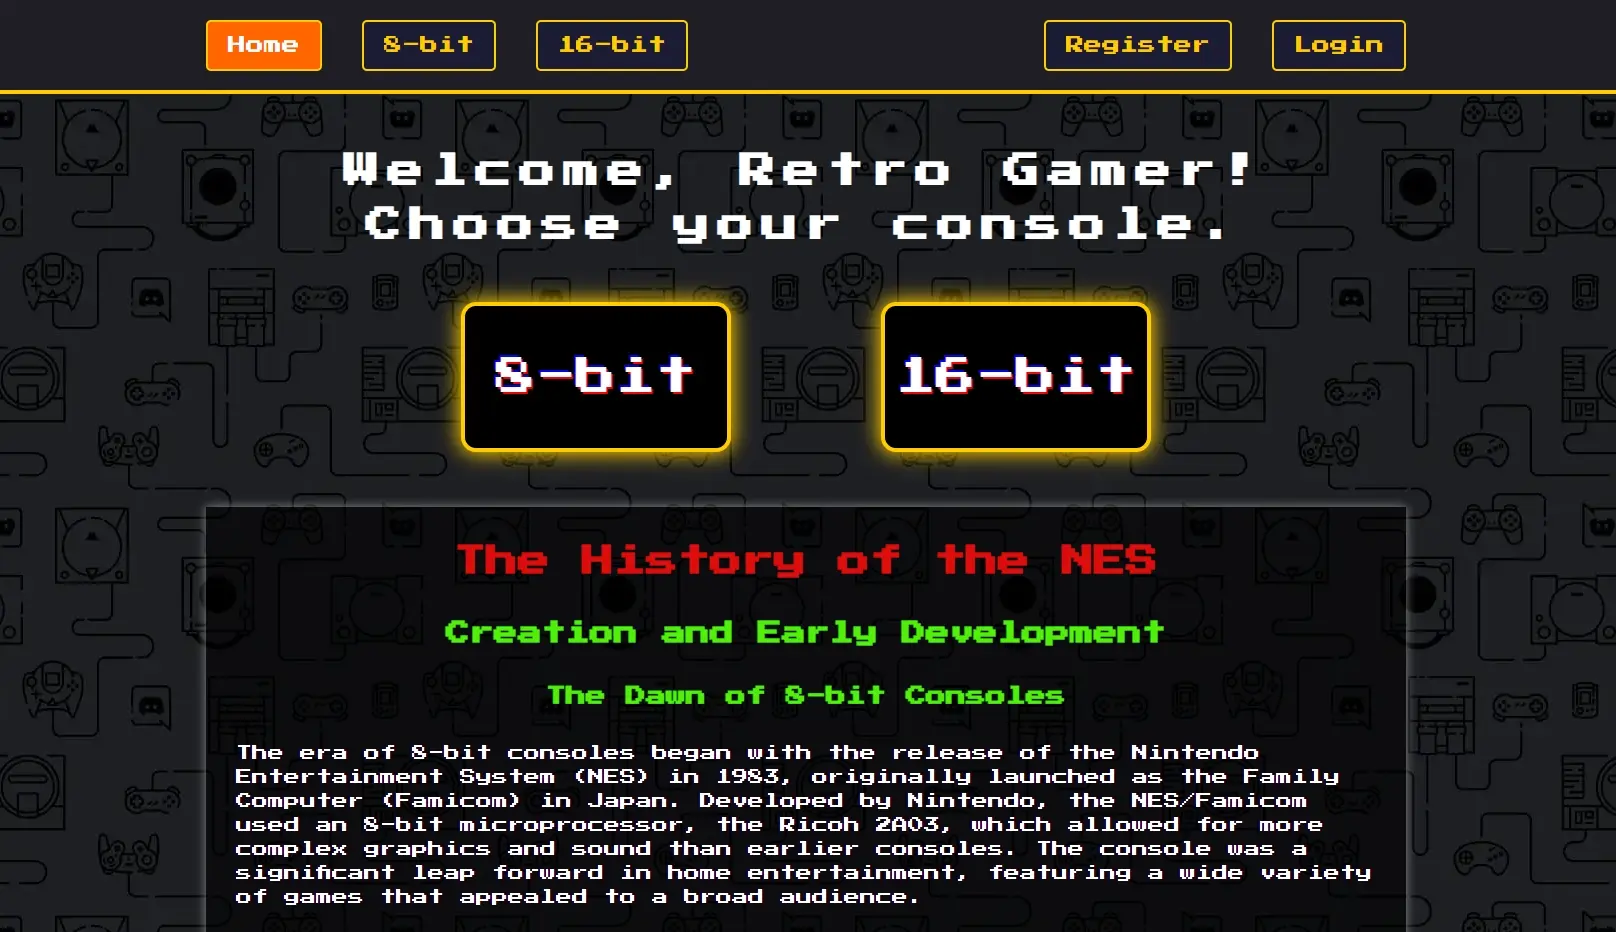 Home 8-bit 16-bit Register Login
Welcome, Retro Gamer!
Choose your console.
8-bit 16-bit
The History of the NES
Creation and Early Development
The Dawn of 8-bit Consoles
The era of 8-bit consoles began with the release of the Nintendo
Entertainment System (NES) in 1983, originally launched as the Family
Computer (Famicom) in Japan. Developed by Nintendo, the NES/Famicom
used an 8-bit microprocessor, the Ricoh 2A03, which allowed for more
complex graphics and sound than earlier consoles. The console was a
significant leap forward in home entertainment, featuring a wide variety
of games that appealed to a broad audience.